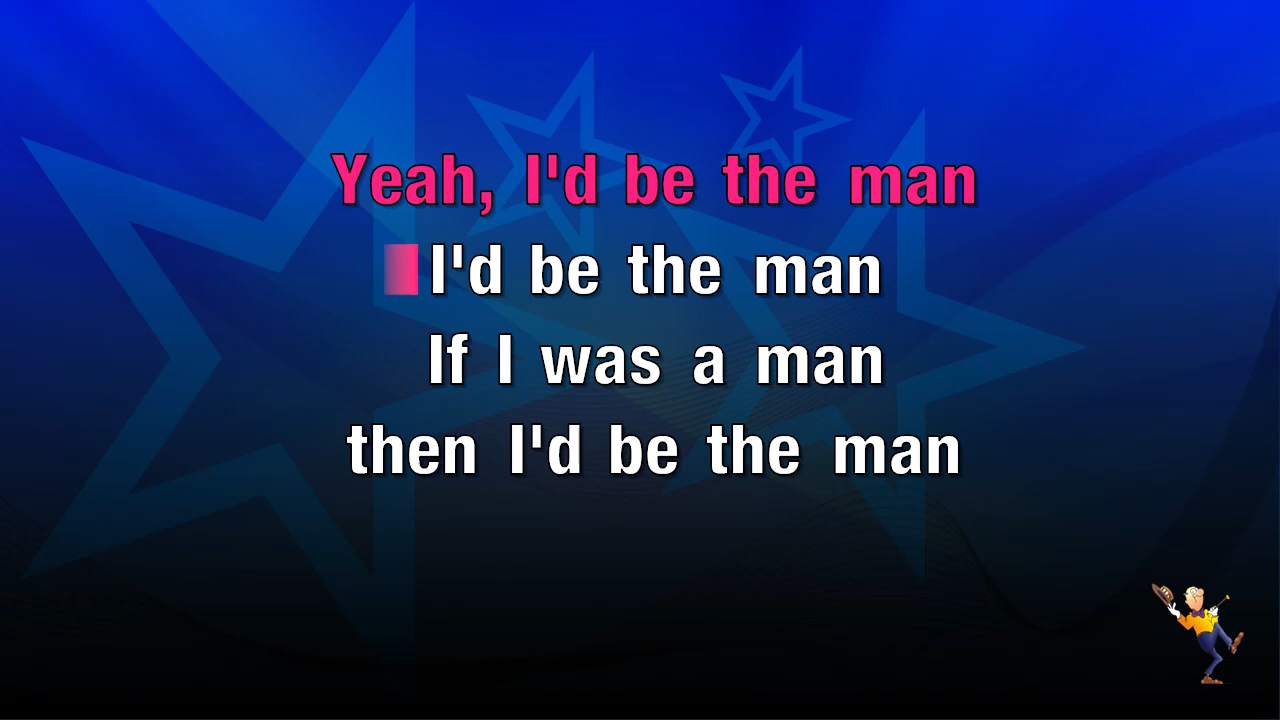 Yeah, I'd be the man
I'd be the man
If I was a man
then I'd be the man